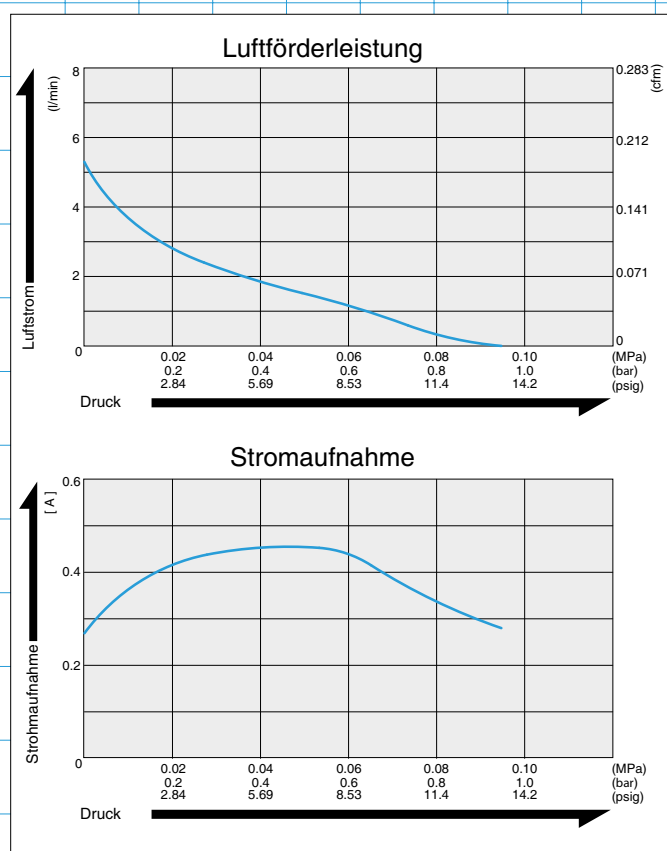 Luftförderleistung
8
(l/min)
6
4
2
0
Luftstrom
0.283
(cfm)
0.212
0.141
0.071
0
0.02 0.04 0.06 0.08 0.10 (MPa)
0.2 0.4 0.6 0.8 1.0 (bar)
2.84 5.69 8.53 11.4 14.2 (psig)
Druck
Stromaufnahme
0.6
[ A ]
0.4
0.2
0
Strohmaufnahme
0.02 0.04 0.06 0.08 0.10 (MPa)
0.2 0.4 0.6 0.8 1.0 (bar)
2.84 5.69 8.53 11.4 14.2 (psig)
Druck